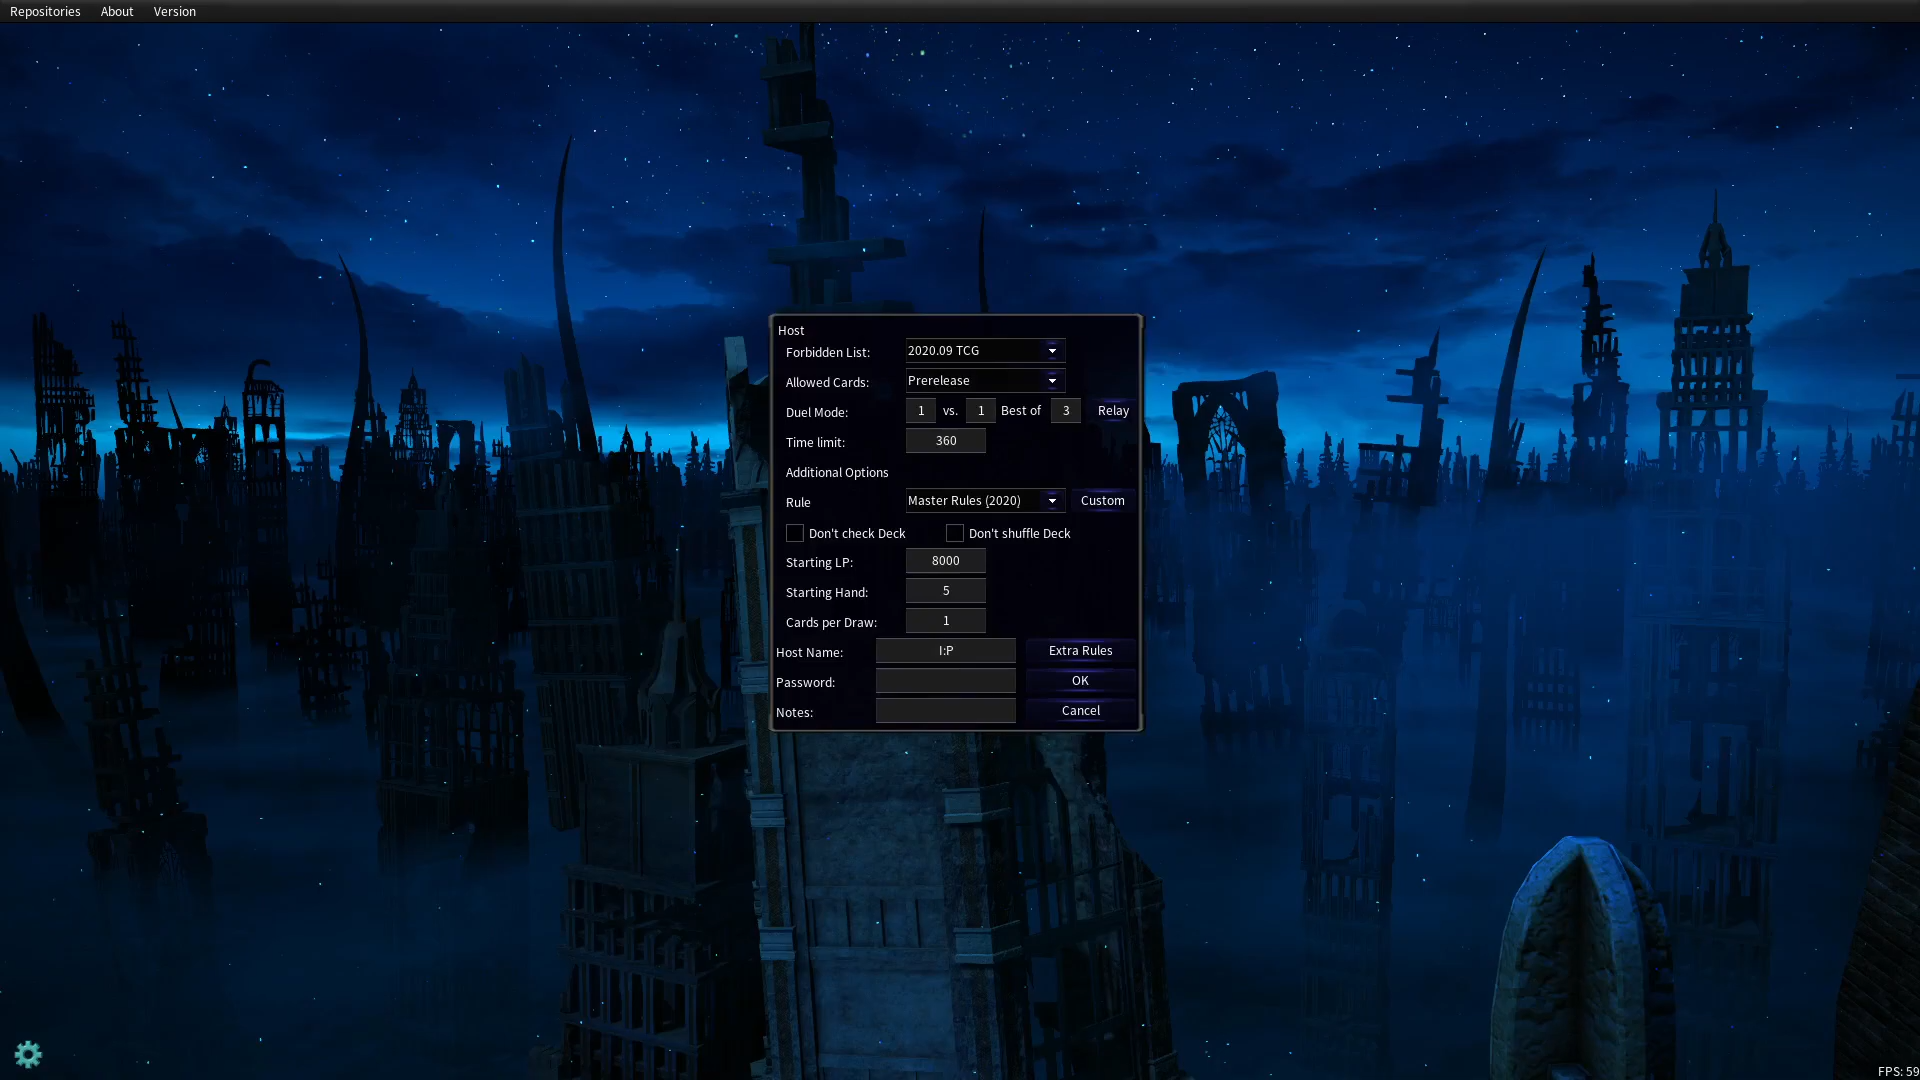 Repositories About Version
Host
Forbidden List: 2020.09 TCG
Allowed Cards: Prerelease
Duel Mode: 1 vs. 1 Best of 3 Relay
Time limit: 360
Additional Options
Rule Master Rules (2020) Custom
Don't check Deck Don't shuffle Deck
Starting LP: 8000
Starting Hand: 5
Cards per Draw: 1
Host Name: I:P Extra Rules
Password: OK
Notes: Cancel
FPS: 59